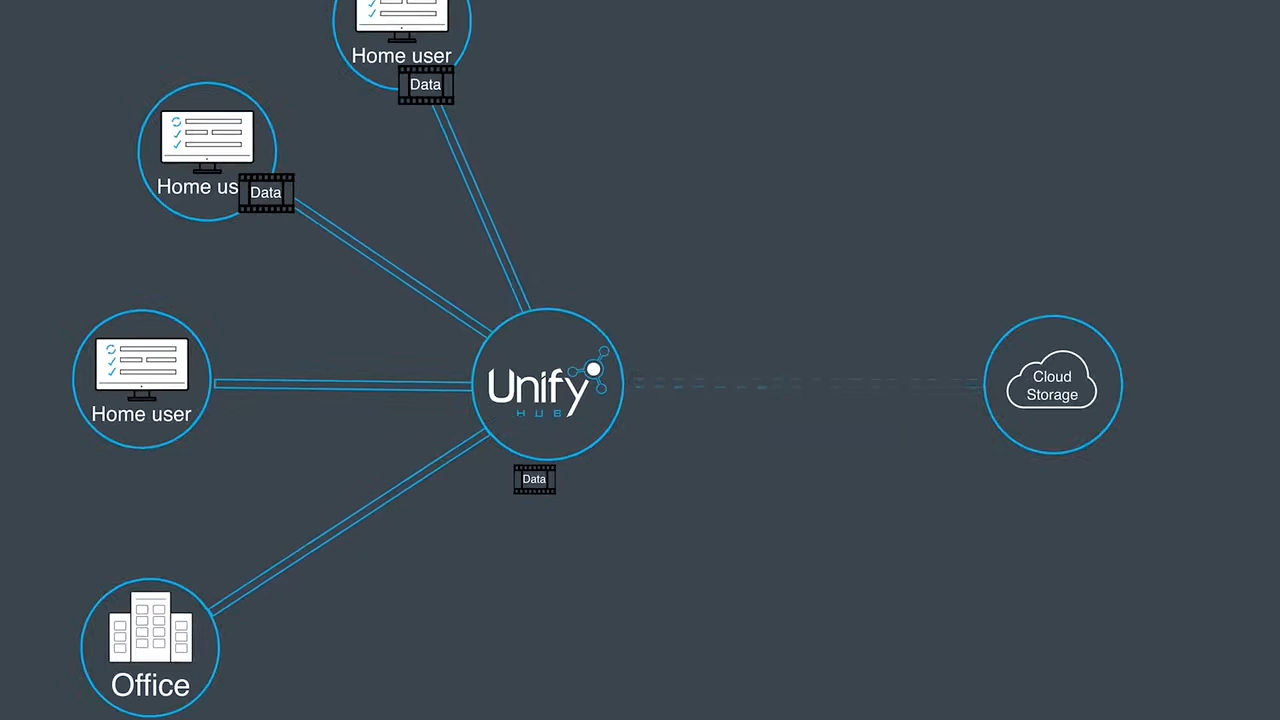 Home user
Data
Home us
Data
Unify
HUB
Cloud
Storage
Home user
Data
Office